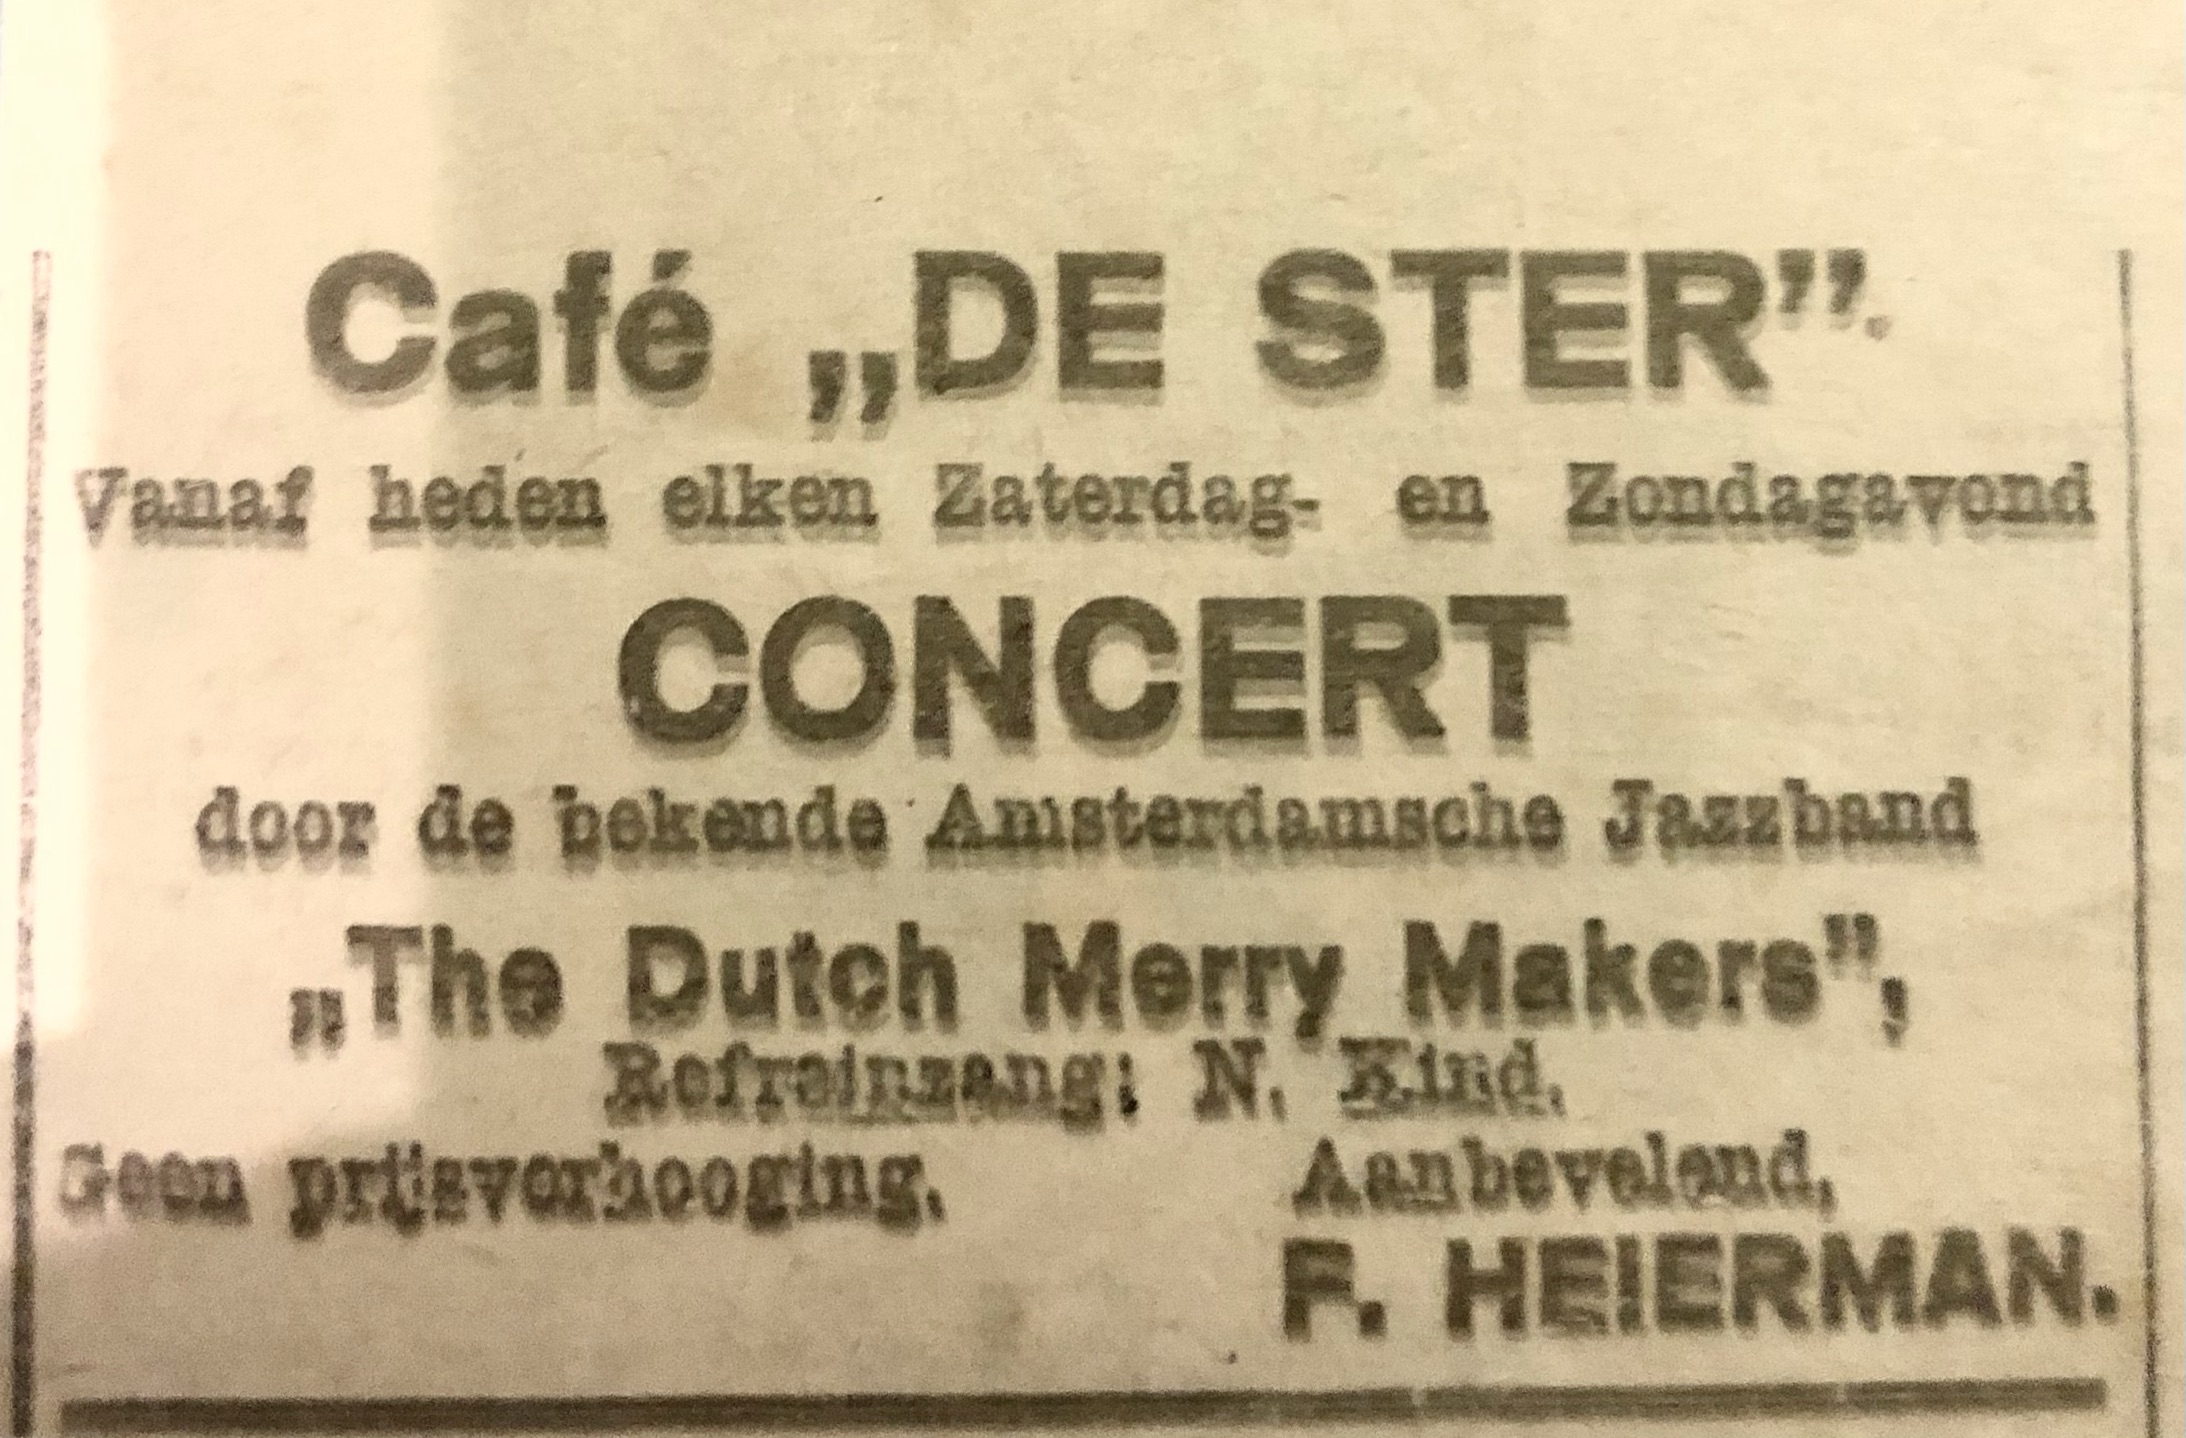 Café „DE STER”.
Vanaf heden elken Zaterdag- en Zondagavond
CONCERT
door de bekende Amsterdamsche Jazzband
„The Dutch Merry Makers”,
Refreinzang: N. Kind.
Geen prijsverhooging. Aanbevelend,
F. HEIERMAN.